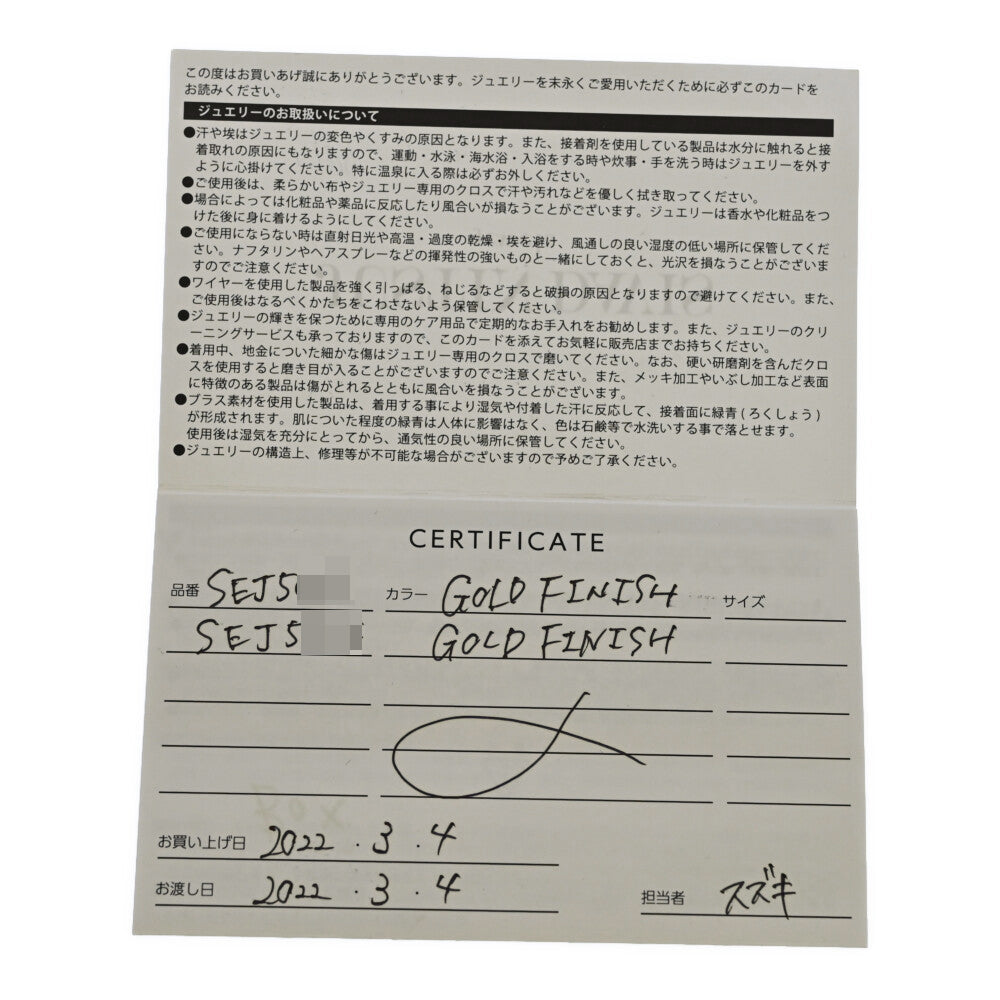 この度はお買いあげ誠にありがとうございます。ジュエリーを末永くご愛用いただくために必ずこのカードを
お読みください。
ジュエリーのお取扱いについて
●汗や埃はジュエリーの変色やくすみの原因となります。また、接着剤を使用している製品は水分に触れると接
着取れの原因にもなりますので、運動・水泳・海水浴・入浴をする時や炊事・手を洗う時はジュエリーを外す
ように心掛けてください。特に温泉に入る際は必ずお外しください。
●ご使用後は、柔らかい布やジュエリー専用のクロスで汗や汚れなどを優しく拭き取ってください。
●場合によっては化粧品や薬品に反応したり風合いが損なうことがございます。ジュエリーは香水や化粧品をつ
けた後に身に着けるようにしてください。
●ご使用にならない時は直射日光や高温・過度の乾燥・埃を避け、風通しの良い湿度の低い場所に保管してくだ
さい。ナフタリンやヘアスプレーなどの揮発性の強いものと一緒にしておくと、光沢を損なうことがございま
すのでご注意ください。
●ワイヤーを使用した製品を強く引っぱる、ねじるなどすると破損の原因となりますので避けてください。また、
ご使用後はなるべくかたちをこわさないよう保管してください。
●ジュエリーの輝きを保つために専用のケア用品で定期的なお手入れをお勧めします。また、ジュエリーのクリ
ーニングサービスも承っておりますので、このカードを添えてお気軽に販売店までお持ちください。
●着用中、地金についた細かな傷はジュエリー専用のクロスで磨いてください。なお、硬い研磨剤を含んだクロ
スを使用すると磨き目が入ることがございますのでご注意ください。また、メッキ加工やいぶし加工など表面
に特徴のある製品は傷がとれるとともに風合いを損なうことがございます。
●ブラス素材を使用した製品は、着用する事により湿気や付着した汗に反応して、接着面に緑青(ろくしょう)
が形成されます。肌についた程度の緑青は人体に影響はなく、色は石鹸等で水洗いする事で落とせます。
使用後は湿気を充分にとってから、通気性の良い場所に保管してください。
●ジュエリーの構造上、修理等が不可能な場合がございますので予めご了承ください。
CERTIFICATE
品番 SEJ5 カラー GOLD FINISH サイズ
SEJ5 GOLD FINISH
お買い上げ日 2022.3.4
お渡し日 2022.3.4 担当者 スズキ